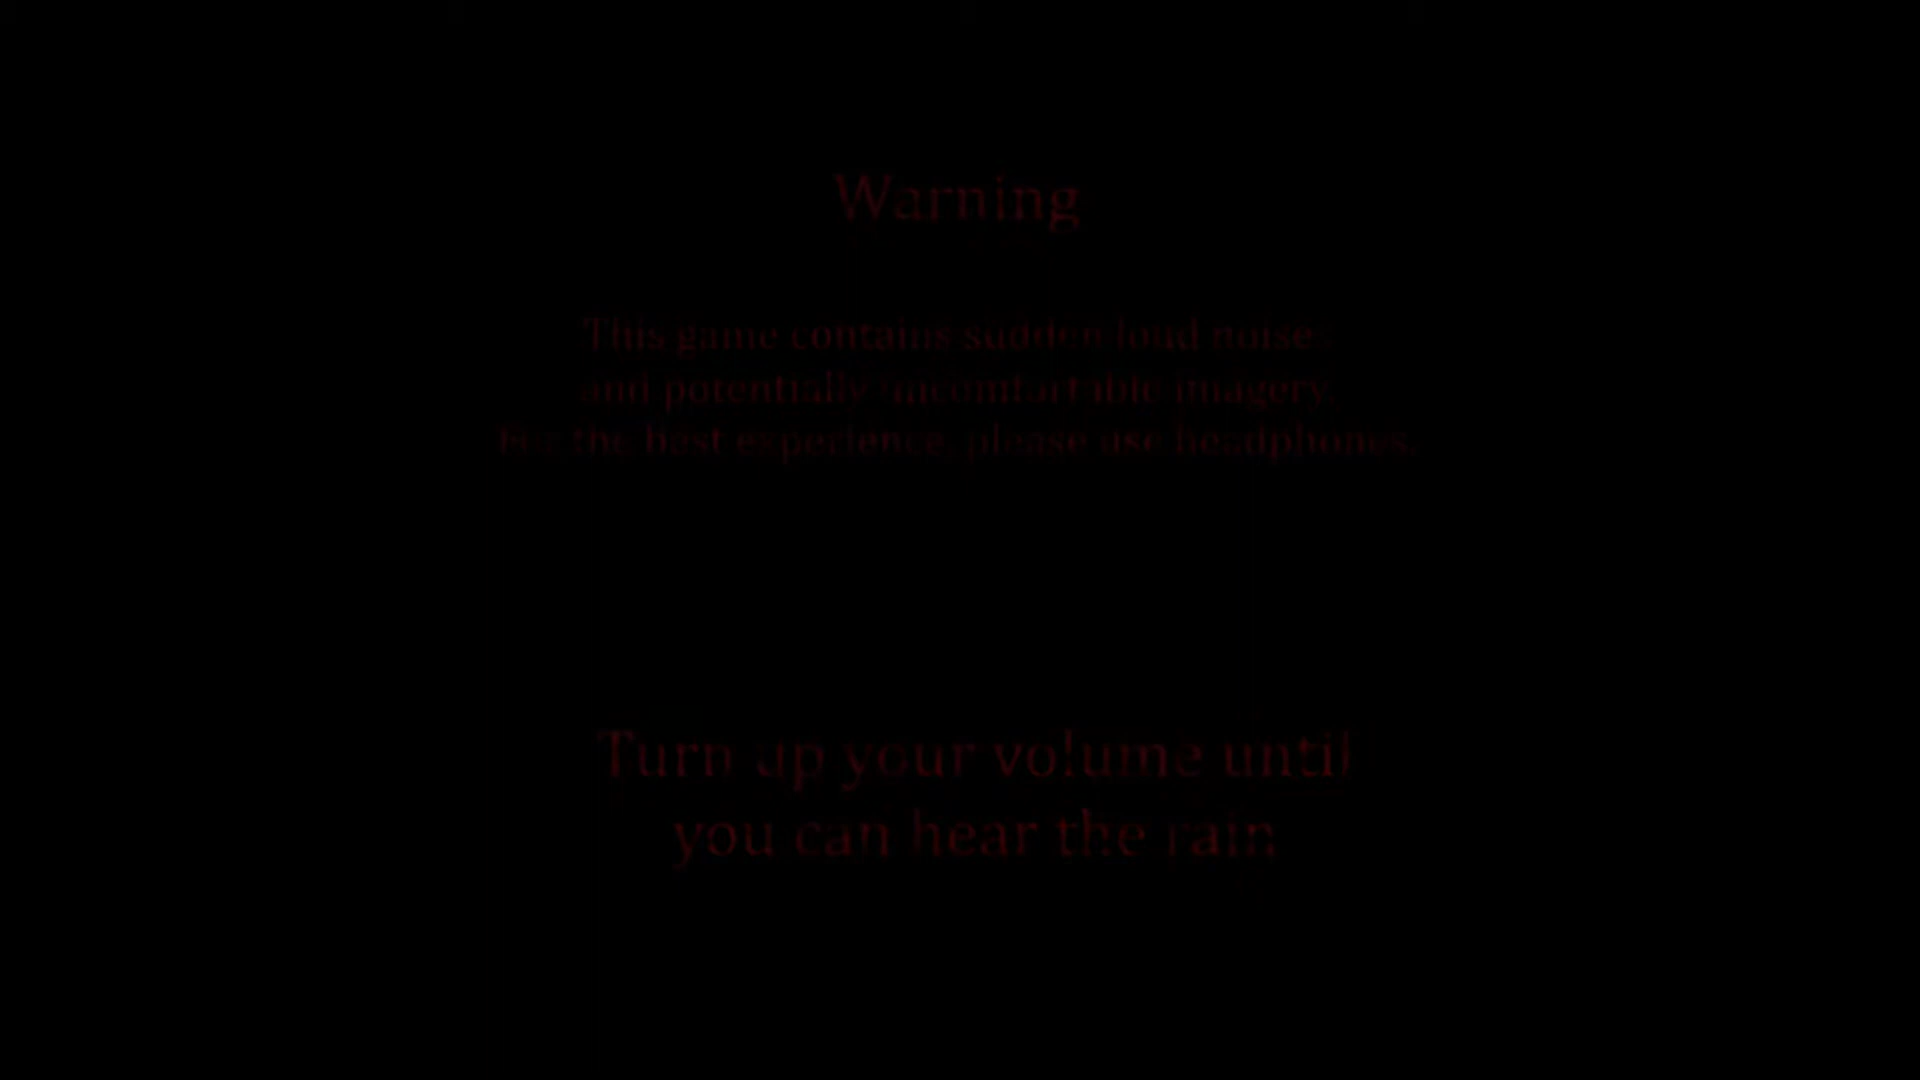 Warning
This game contains sudden loud noises
and potentially uncomfortable imagery.
For the best experience, please use headphones.
Turn up your volume until
you can hear the rain